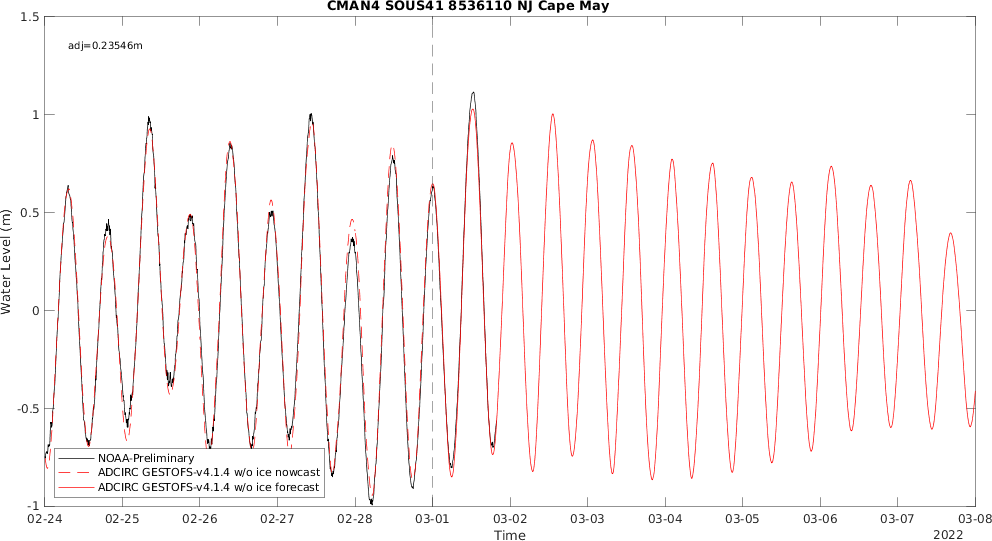 CMAN4 SOUS41 8536110 NJ Cape May
adj=0.23546m
Water Level (m)
1.5
1
0.5
0
-0.5
-1
NOAA-Preliminary
ADCIRC GESTOFS-v4.1.4 w/o ice nowcast
ADCIRC GESTOFS-v4.1.4 w/o ice forecast
02-24 02-25 02-26 02-27 02-28 03-01 03-02 03-03 03-04 03-05 03-06 03-07 03-08
Time
2022